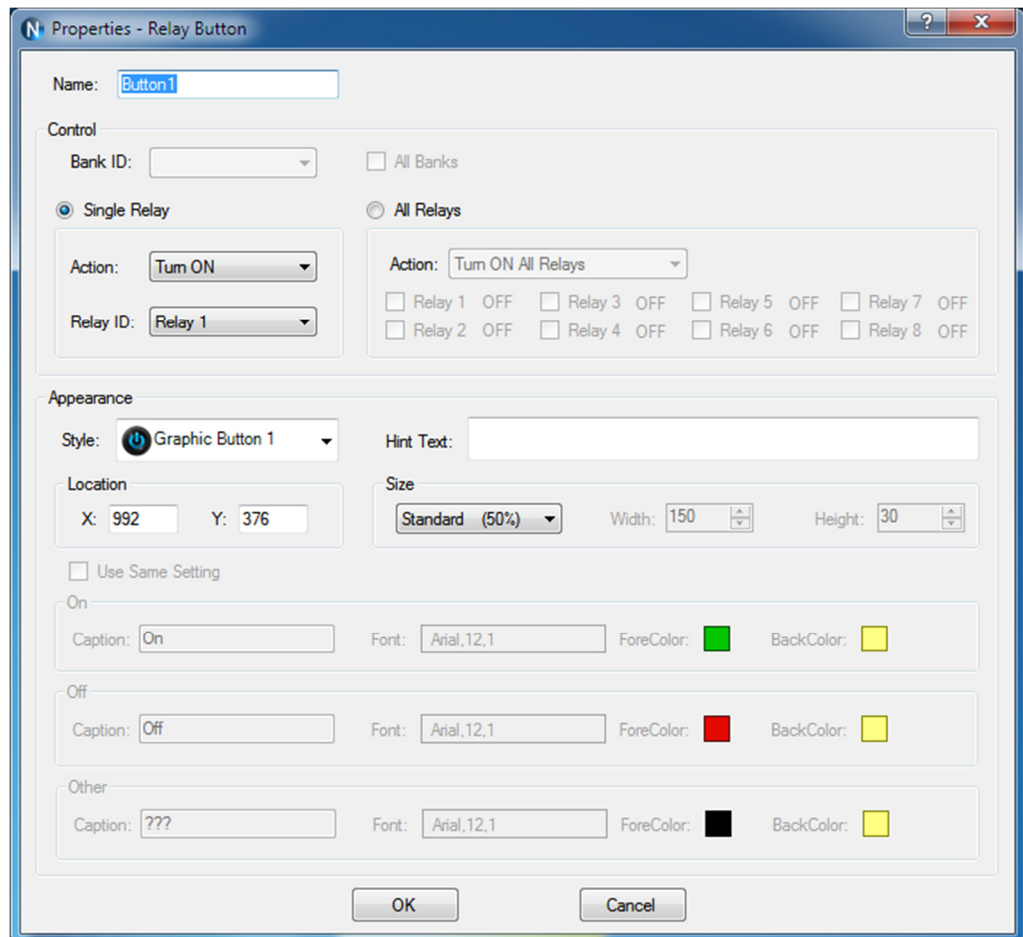 N Properties - Relay Button ?
Name: Button1
Control
Bank ID: All Banks
Single Relay All Relays
Action: Turn ON Action: Turn ON All Relays
Relay 1 OFF Relay 3 OFF Relay 5 OFF Relay 7 OFF
Relay ID: Relay 1 Relay 2 OFF Relay 4 OFF Relay 6 OFF Relay 8 OFF
Appearance
Style: Graphic Button 1 Hint Text:
Location Size
X: 992 Y: 376 Standard (50%) Width: 150 Height: 30
Use Same Setting
On
Caption: On Font: Arial,12,1 ForeColor: BackColor:
Off
Caption: Off Font: Arial,12,1 ForeColor: BackColor:
Other
Caption: ??? Font: Arial,12,1 ForeColor: BackColor:
OK Cancel